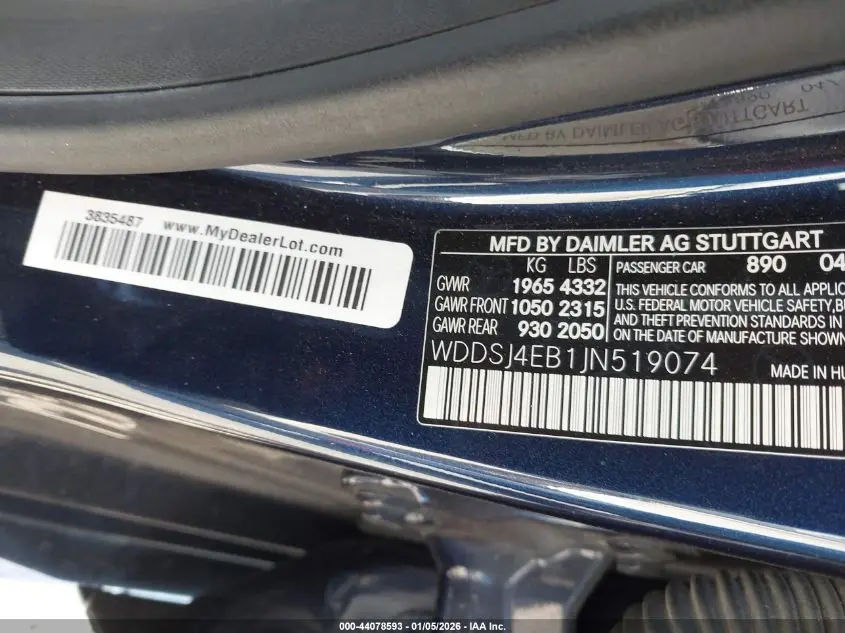 3835487 www.MyDealerLot.com
MFD BY DAIMLER AG STUTTGART
KG LBS
GVWR 1965 4332
GAWR FRONT 1050 2315
GAWR REAR 930 2050
PASSENGER CAR 890 04
THIS VEHICLE CONFORMS TO ALL
U.S. FEDERAL MOTOR VEHICLE SAFETY,
AND THEFT PREVENTION STANDARDS IN
AT THE DATE OF MANUFACTURE SHOWN
WDDSJ4EB1JN519074
MADE IN
000-44078593 - 01/05/2026 - IAA Inc.